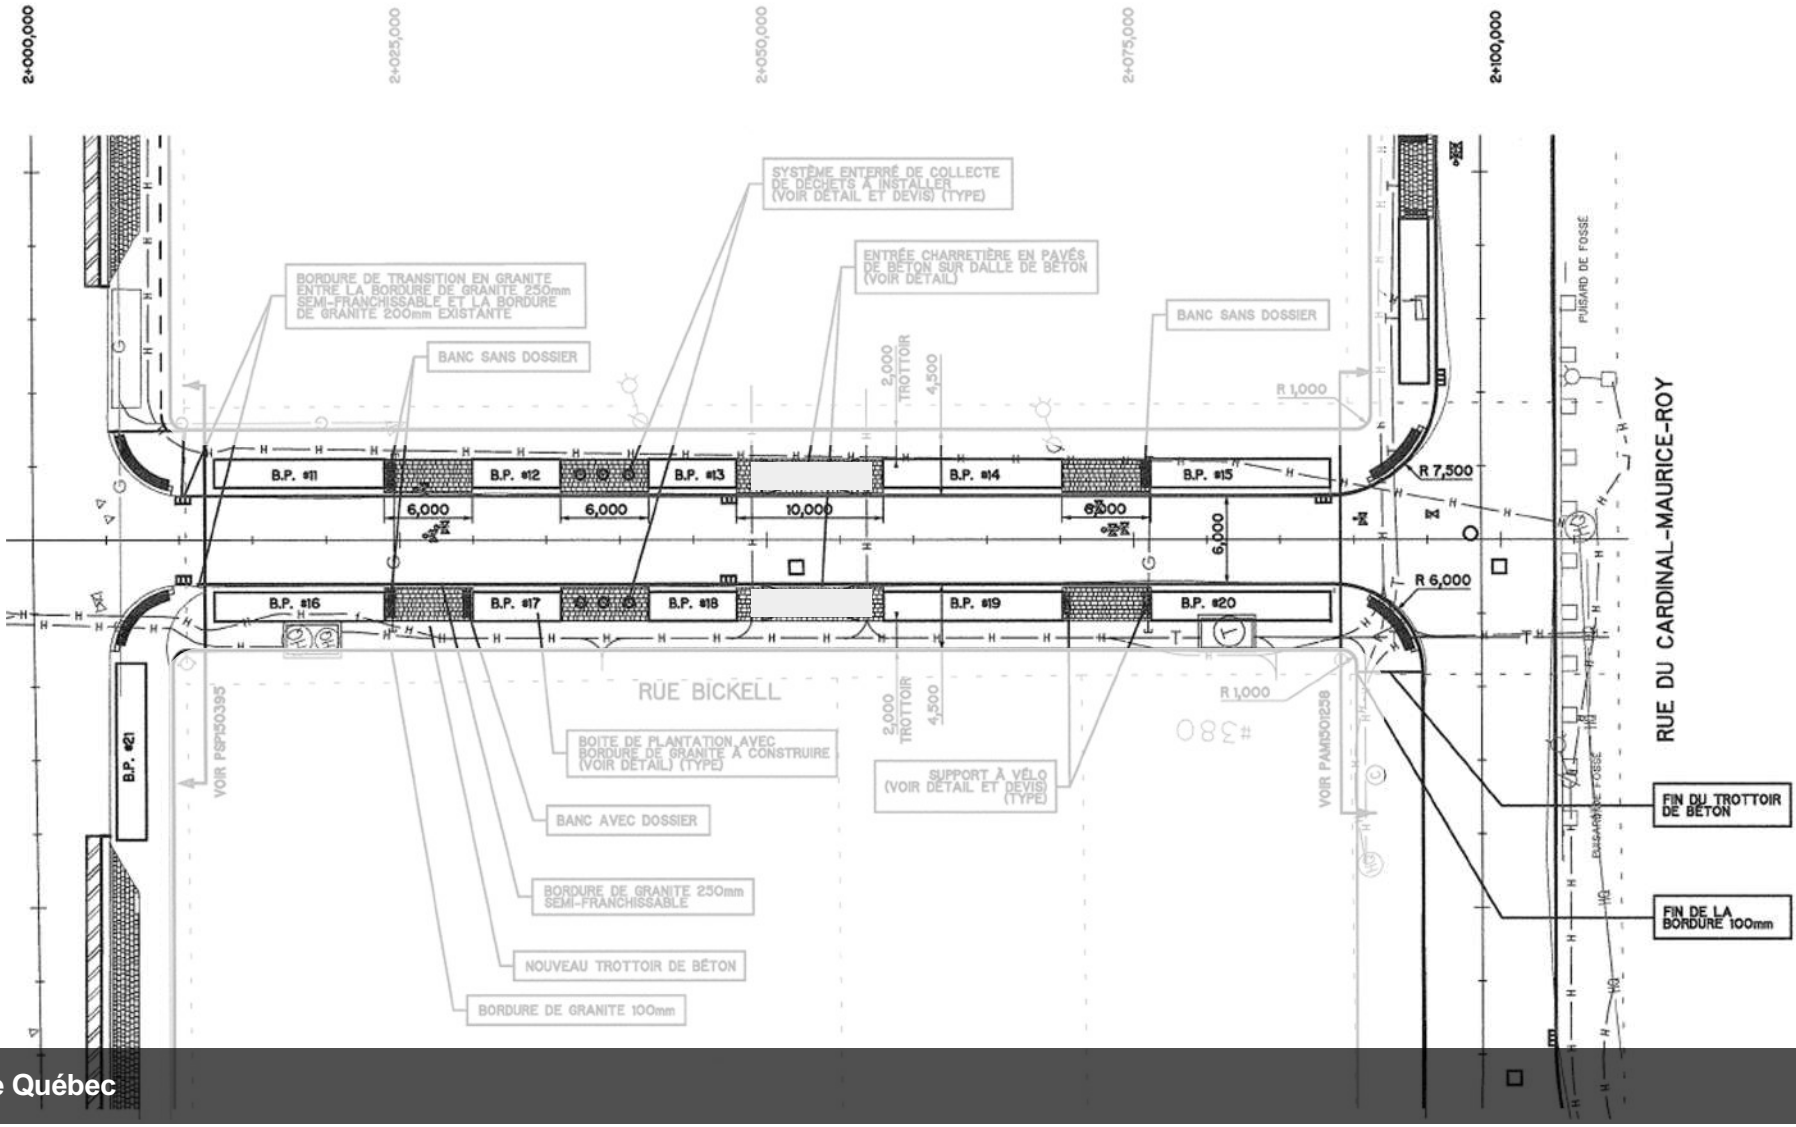 2+000,000
2+025,000
2+050,000
2+075,000
2+100,000
SYSTÈME ENTERRÉ DE COLLECTE
DE DÉCHETS À INSTALLER
(VOIR DÉTAIL ET DEVIS) (TYPE)
ENTRÉE CHARRETIÈRE EN PAVÉS
DE BÉTON SUR DALLE DE BÉTON
(VOIR DÉTAIL)
BORDURE DE TRANSITION EN GRANITE
ENTRE LA BORDURE DE GRANITE 250mm
SEMI-FRANCHISSABLE ET LA BORDURE
DE GRANITE 200mm EXISTANTE
BANC SANS DOSSIER
BANC SANS DOSSIER
2,000
TROTTOIR
4,500
R 1,000
PUISARD DE FOSSÉ
RUE DU CARDINAL-MAURICE-ROY
B.P. #11
B.P. #12
B.P. #13
B.P. #14
B.P. #15
R 7,500
6,000
6,000
10,000
6,000
6,000
R 6,000
B.P. #16
B.P. #17
B.P. #18
B.P. #19
B.P. #20
B.P. #21
VOIR PSP150395
RUE BICKELL
2,000
TROTTOIR
4,500
R 1,000
#380
VOIR PAM1501258
BOITE DE PLANTATION AVEC
BORDURE DE GRANITE À CONSTRUIRE
(VOIR DÉTAIL) (TYPE)
SUPPORT À VÉLO
(VOIR DÉTAIL ET DEVIS)
(TYPE)
PUISARD DE FOSSÉ
FIN DU TROTTOIR
DE BÉTON
BANC AVEC DOSSIER
BORDURE DE GRANITE 250mm
SEMI-FRANCHISSABLE
FIN DE LA
BORDURE 100mm
NOUVEAU TROTTOIR DE BÉTON
BORDURE DE GRANITE 100mm
e Québec